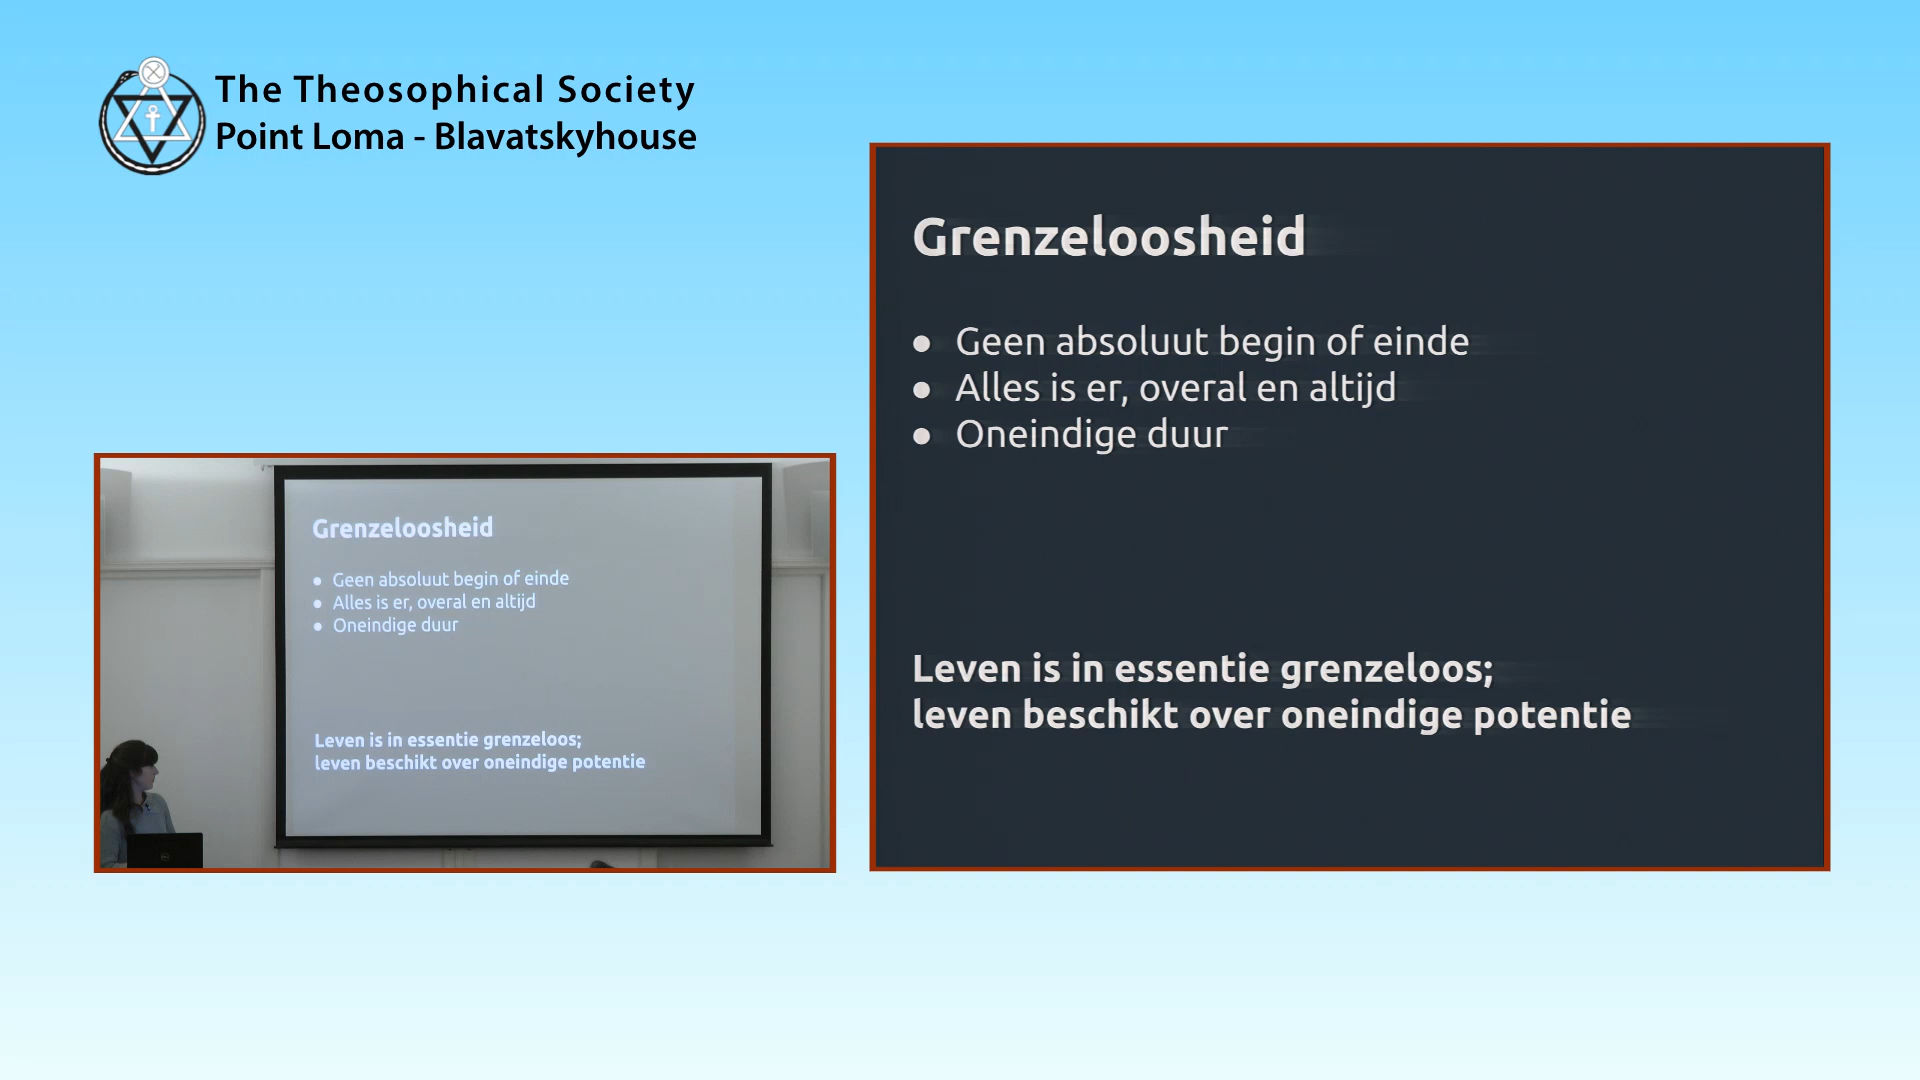 The Theosophical Society
Point Loma - Blavatskyhouse
Grenzeloosheid
● Geen absoluut begin of einde
● Alles is er, overal en altijd
● Oneindige duur
Leven is in essentie grenzeloos;
leven beschikt over oneindige potentie
Grenzeloosheid
● Geen absoluut begin of einde
● Alles is er, overal en altijd
● Oneindige duur
Leven is in essentie grenzeloos;
leven beschikt over oneindige potentie